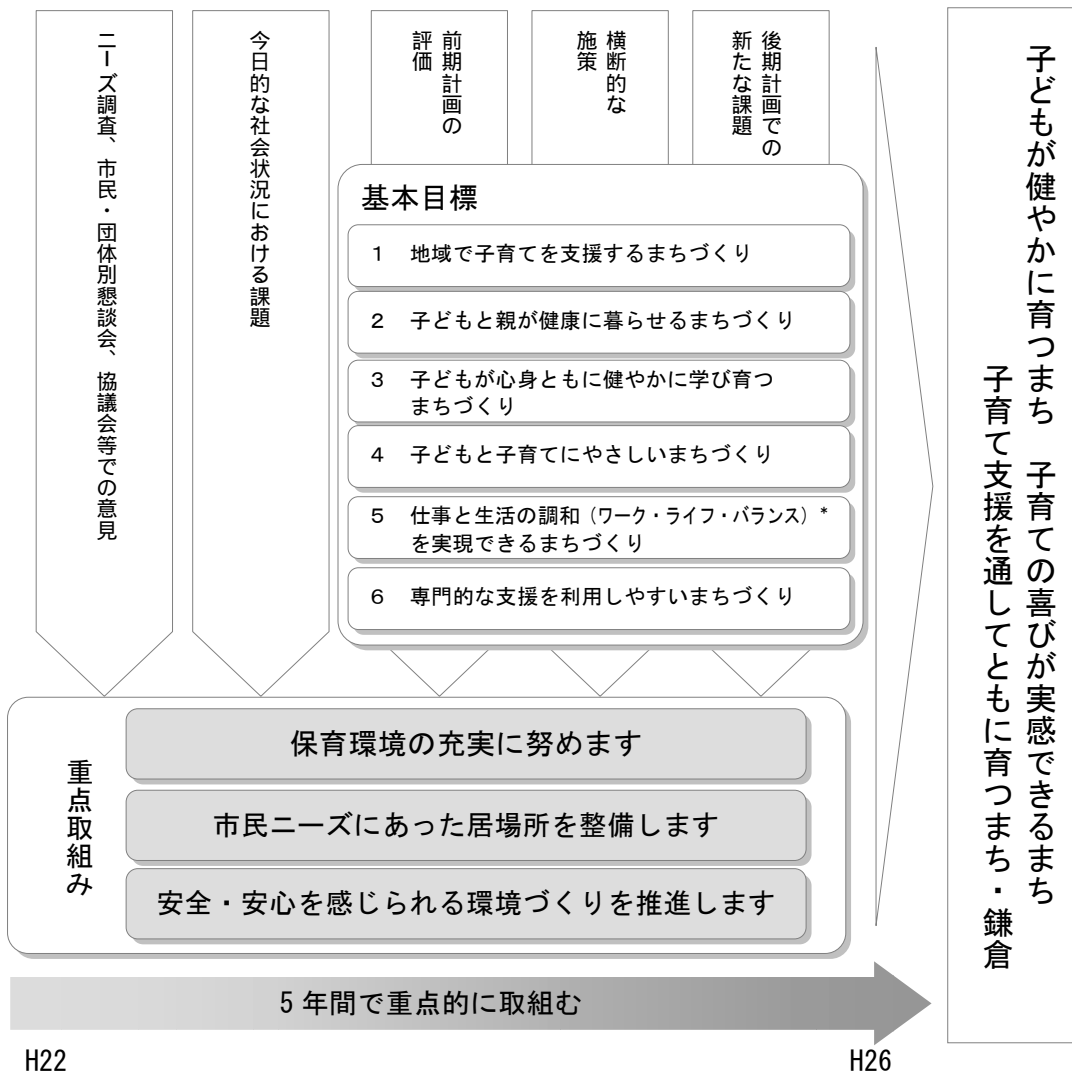 ニーズ調査、市民・団体別懇談会、協議会等での意見
今日的な社会状況における課題
前期計画の
評価
横断的な
施策
後期計画での
新たな課題
基本目標
1 地域で子育てを支援するまちづくり
2 子どもと親が健康に暮らせるまちづくり
3 子どもが心身ともに健やかに学び育つ
まちづくり
4 子どもと子育てにやさしいまちづくり
5 仕事と生活の調和(ワーク・ライフ・バランス)*
を実現できるまちづくり
6 専門的な支援を利用しやすいまちづくり
重点取組み
保育環境の充実に努めます
市民ニーズにあった居場所を整備します
安全・安心を感じられる環境づくりを推進します
5年間で重点的に取組む
H22
H26
子どもが健やかに育つまち 子育ての喜びが実感できるまち
子育て支援を通してともに育つまち・鎌倉